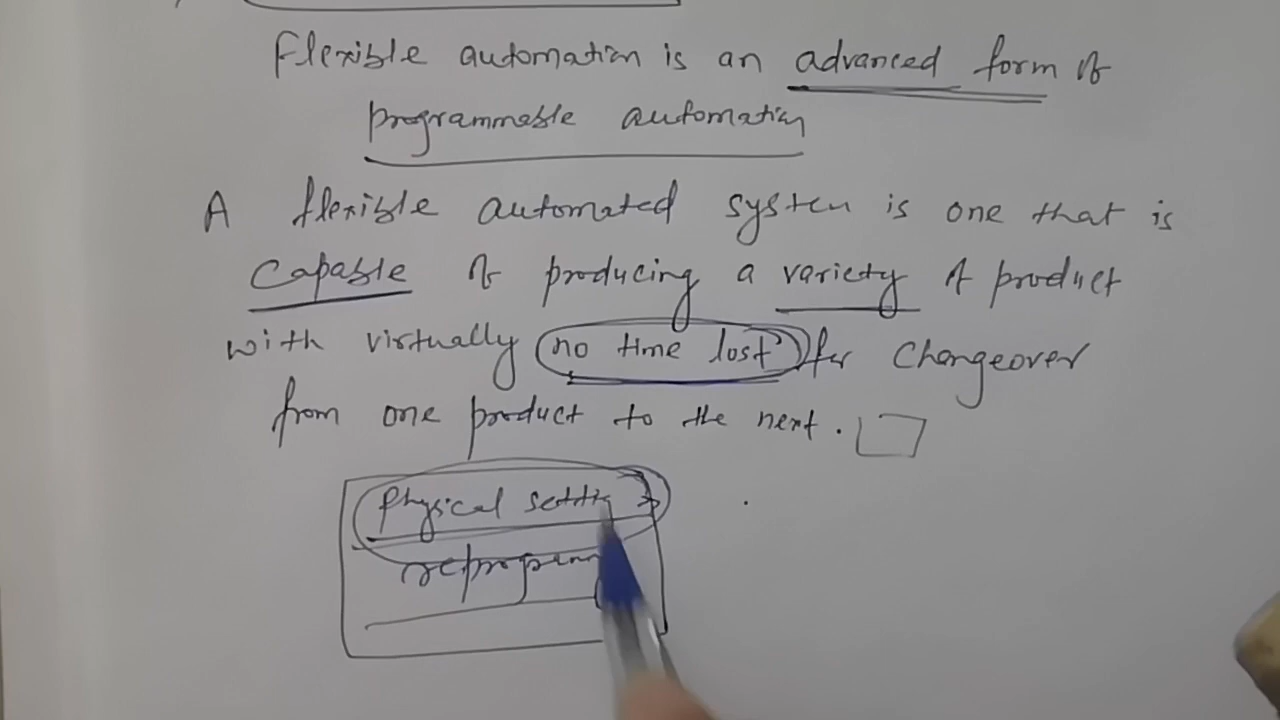 Flexible automation is an advanced form of
programmable automation
A flexible automated system is one that is
capable of producing a variety of product
with virtually no time lost for changeover
from one product to the next.
Physical setting
reprogramm